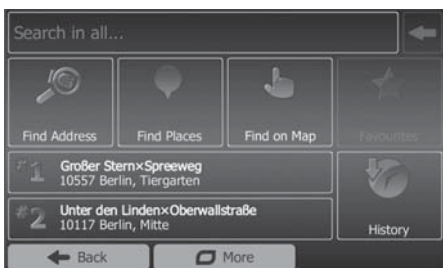 Search in all...
Find Address
Find Places
Find on Map
Favourites
#1 Großer Stern×Spreeweg
10557 Berlin, Tiergarten
#2 Unter den Linden×Oberwallstraße
10117 Berlin, Mitte
History
Back
More